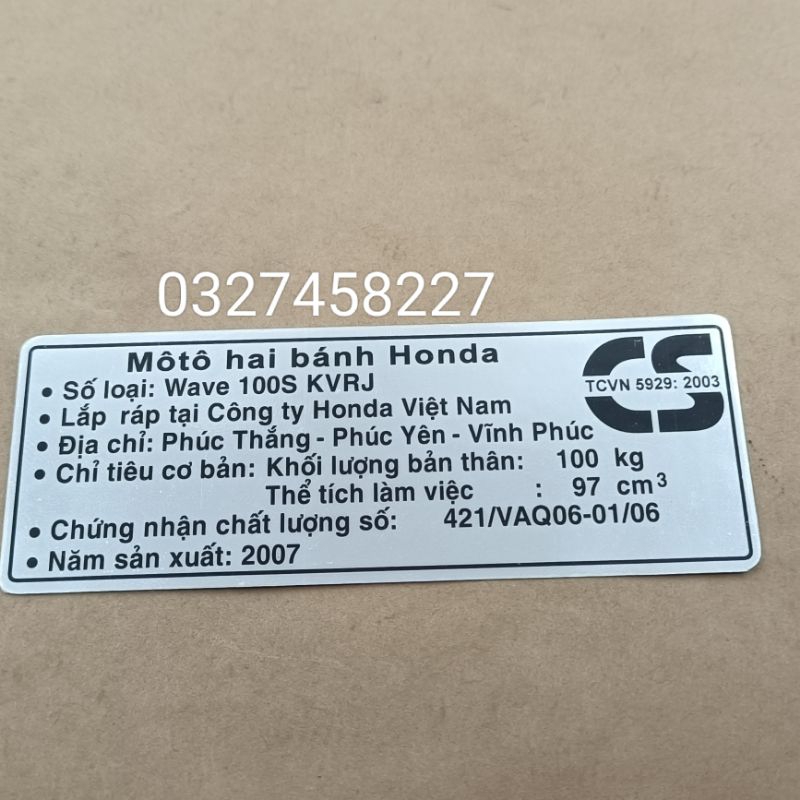 0327458227
Môtô hai bánh Honda
CS
TCVN 5929: 2003
• Số loại: Wave 100S KVRJ
• Lắp ráp tại Công ty Honda Việt Nam
• Địa chỉ: Phúc Thắng - Phúc Yên - Vĩnh Phúc
• Chỉ tiêu cơ bản: Khối lượng bản thân: 100 kg
Thể tích làm việc : 97 cm³
• Chứng nhận chất lượng số: 421/VAQ06-01/06
• Năm sản xuất: 2007